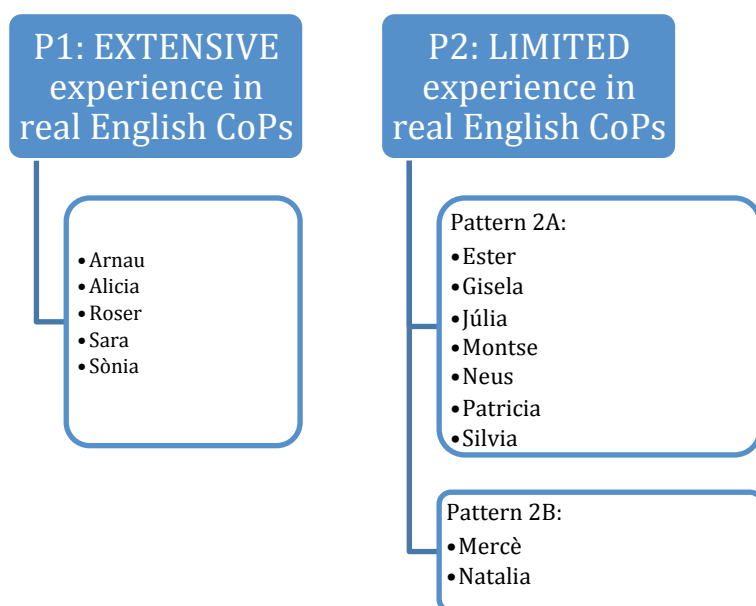 P1: EXTENSIVE
experience in
real English CoPs
•Arnau
•Alicia
•Roser
•Sara
•Sònia
P2: LIMITED
experience in
real English CoPs
Pattern 2A:
•Ester
•Gisela
•Júlia
•Montse
•Neus
•Patricia
•Silvia
Pattern 2B:
•Mercè
•Natalia